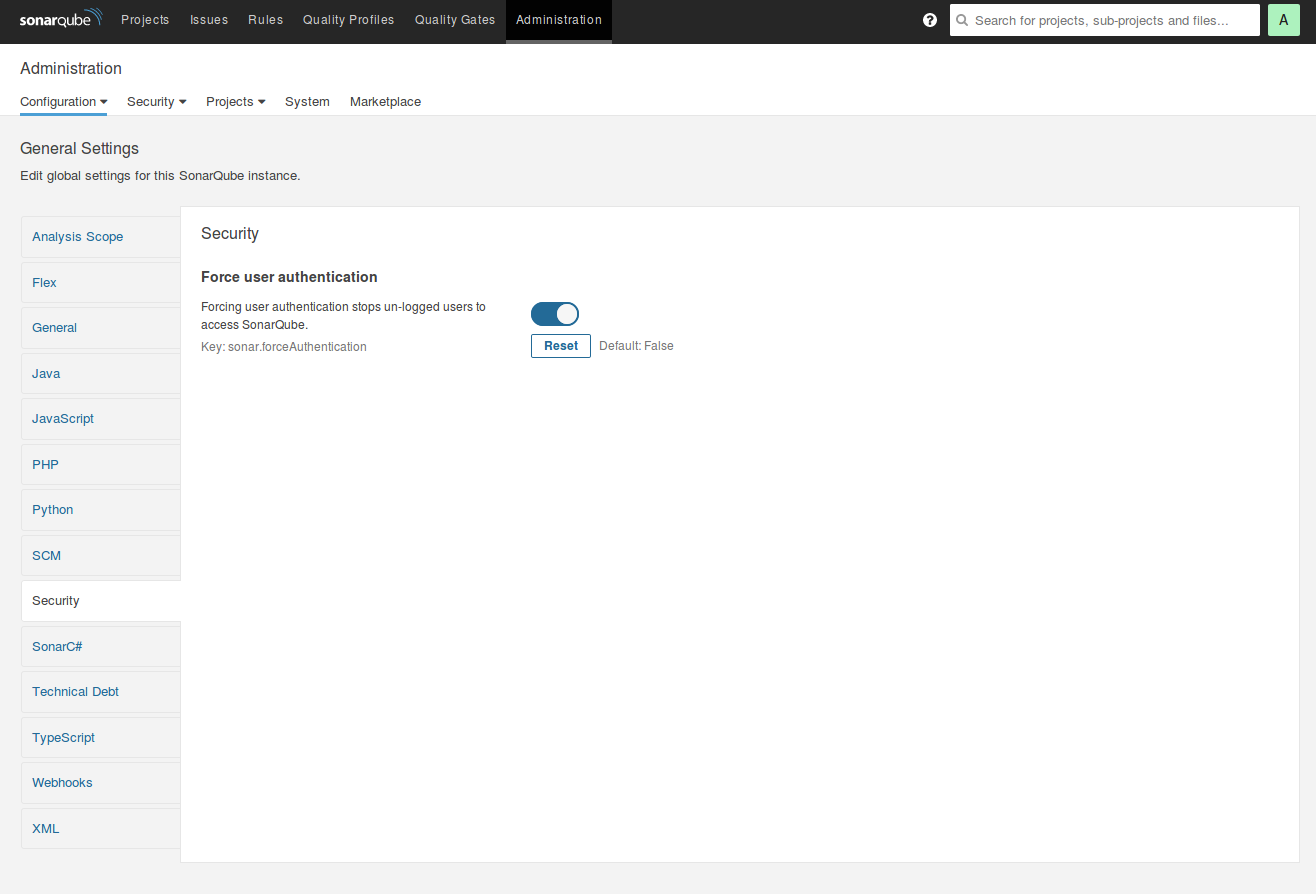 sonarqube Projects Issues Rules Quality Profiles Quality Gates Administration Search for projects, sub-projects and files... A
Administration
Configuration Security Projects System Marketplace
General Settings
Edit global settings for this SonarQube instance.
Analysis Scope
Flex
General
Java
JavaScript
PHP
Python
SCM
Security
SonarC#
Technical Debt
TypeScript
Webhooks
XML
Security
Force user authentication
Forcing user authentication stops un-logged users to
access SonarQube.
Key: sonar.forceAuthentication
Reset Default: False